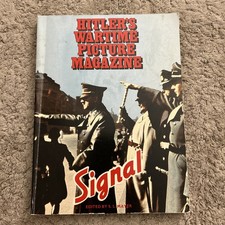 HITLER'S
WARTIME
PICTURE
MAGAZINE
Signal
EDITED BY S.L. MAYER